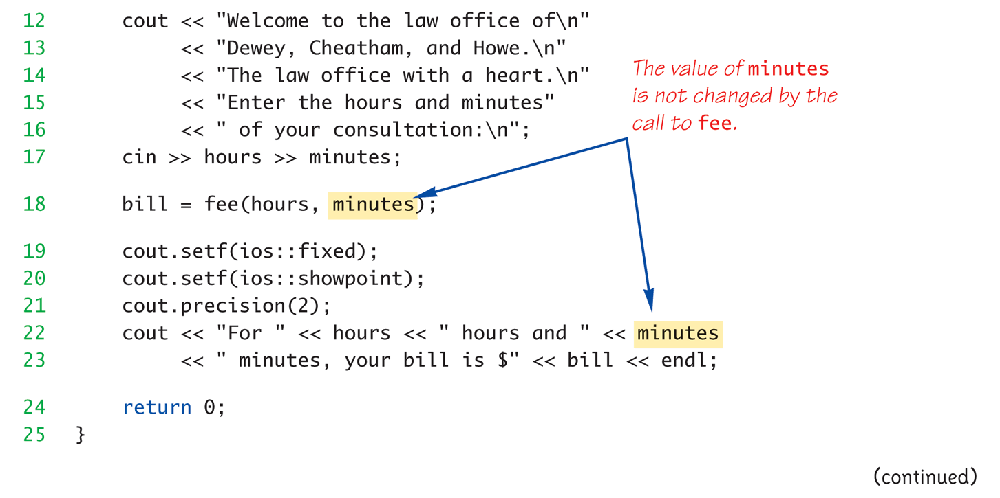 12 cout << "Welcome to the law office of\n"
13 << "Dewey, Cheatham, and Howe.\n"
14 << "The law office with a heart.\n"
15 << "Enter the hours and minutes"
16 << " of your consultation:\n";
17 cin >> hours >> minutes;
The value of minutes
is not changed by the
call to fee.
18 bill = fee(hours, minutes);
19 cout.setf(ios::fixed);
20 cout.setf(ios::showpoint);
21 cout.precision(2);
22 cout << "For " << hours << " hours and " << minutes
23 << " minutes, your bill is $" << bill << endl;
24 return 0;
25 }
(continued)